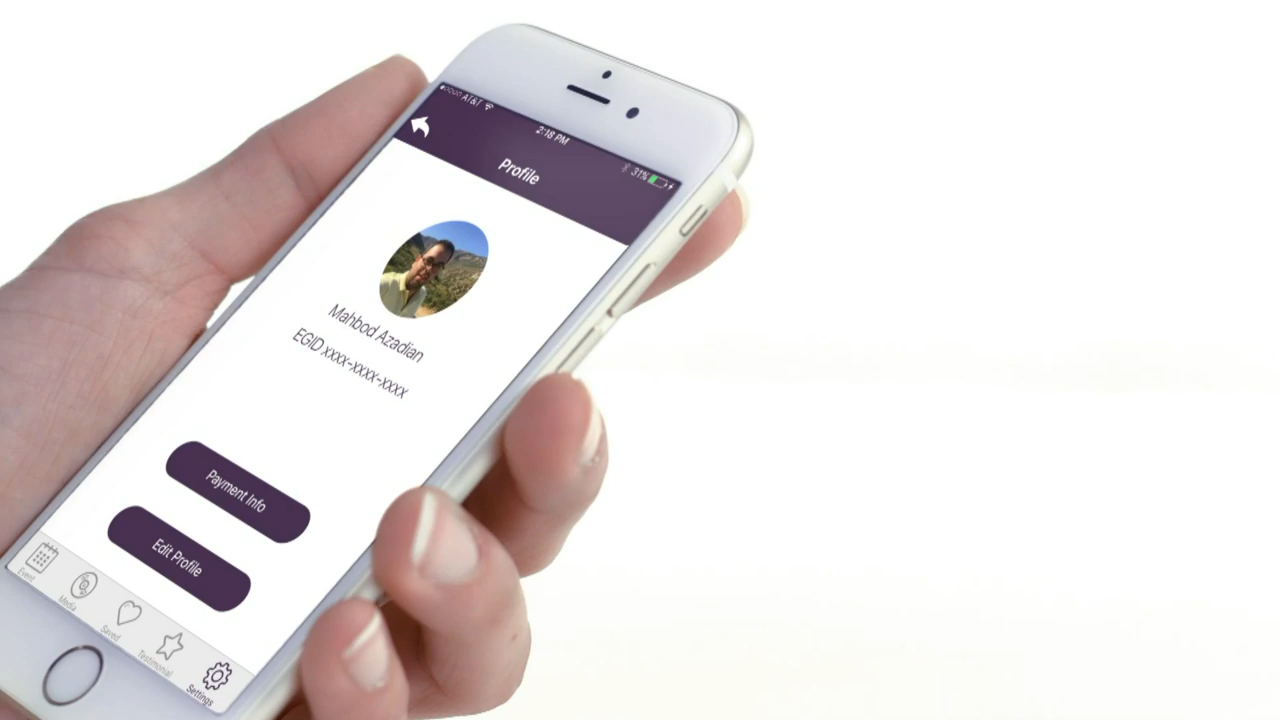 AT&T
2:18 PM
31%
Profile
Mahbod Azadian
EGID xxxx-xxxx-xxxx
Payment Info
Edit Profile
Event
Media
Saved
Testimonial
Settings